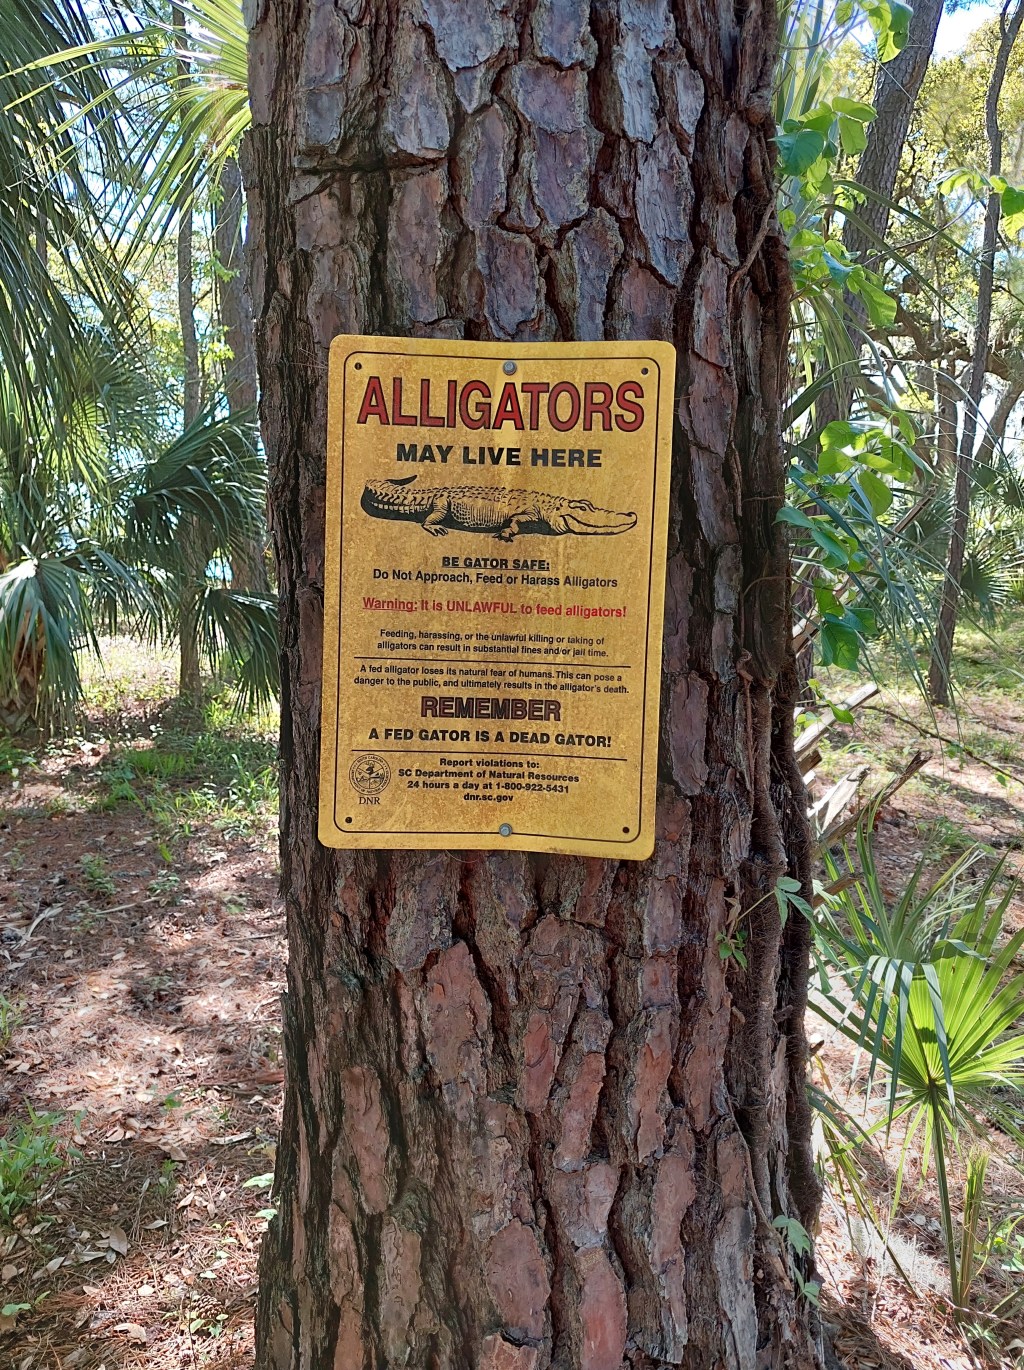 ALLIGATORS
MAY LIVE HERE
BE GATOR SAFE:
Do Not Approach, Feed or Harass Alligators
Warning: It is UNLAWFUL to feed alligators!
Feeding, harassing, or the unlawful killing or taking of
alligators can result in substantial fines and/or jail time.
A fed alligator loses its natural fear of humans. This can pose a
danger to the public, and ultimately results in the alligator's death.
REMEMBER
A FED GATOR IS A DEAD GATOR!
Report violations to:
SC Department of Natural Resources
24 hours a day at 1-800-922-5431
dnr.sc.gov
DNR